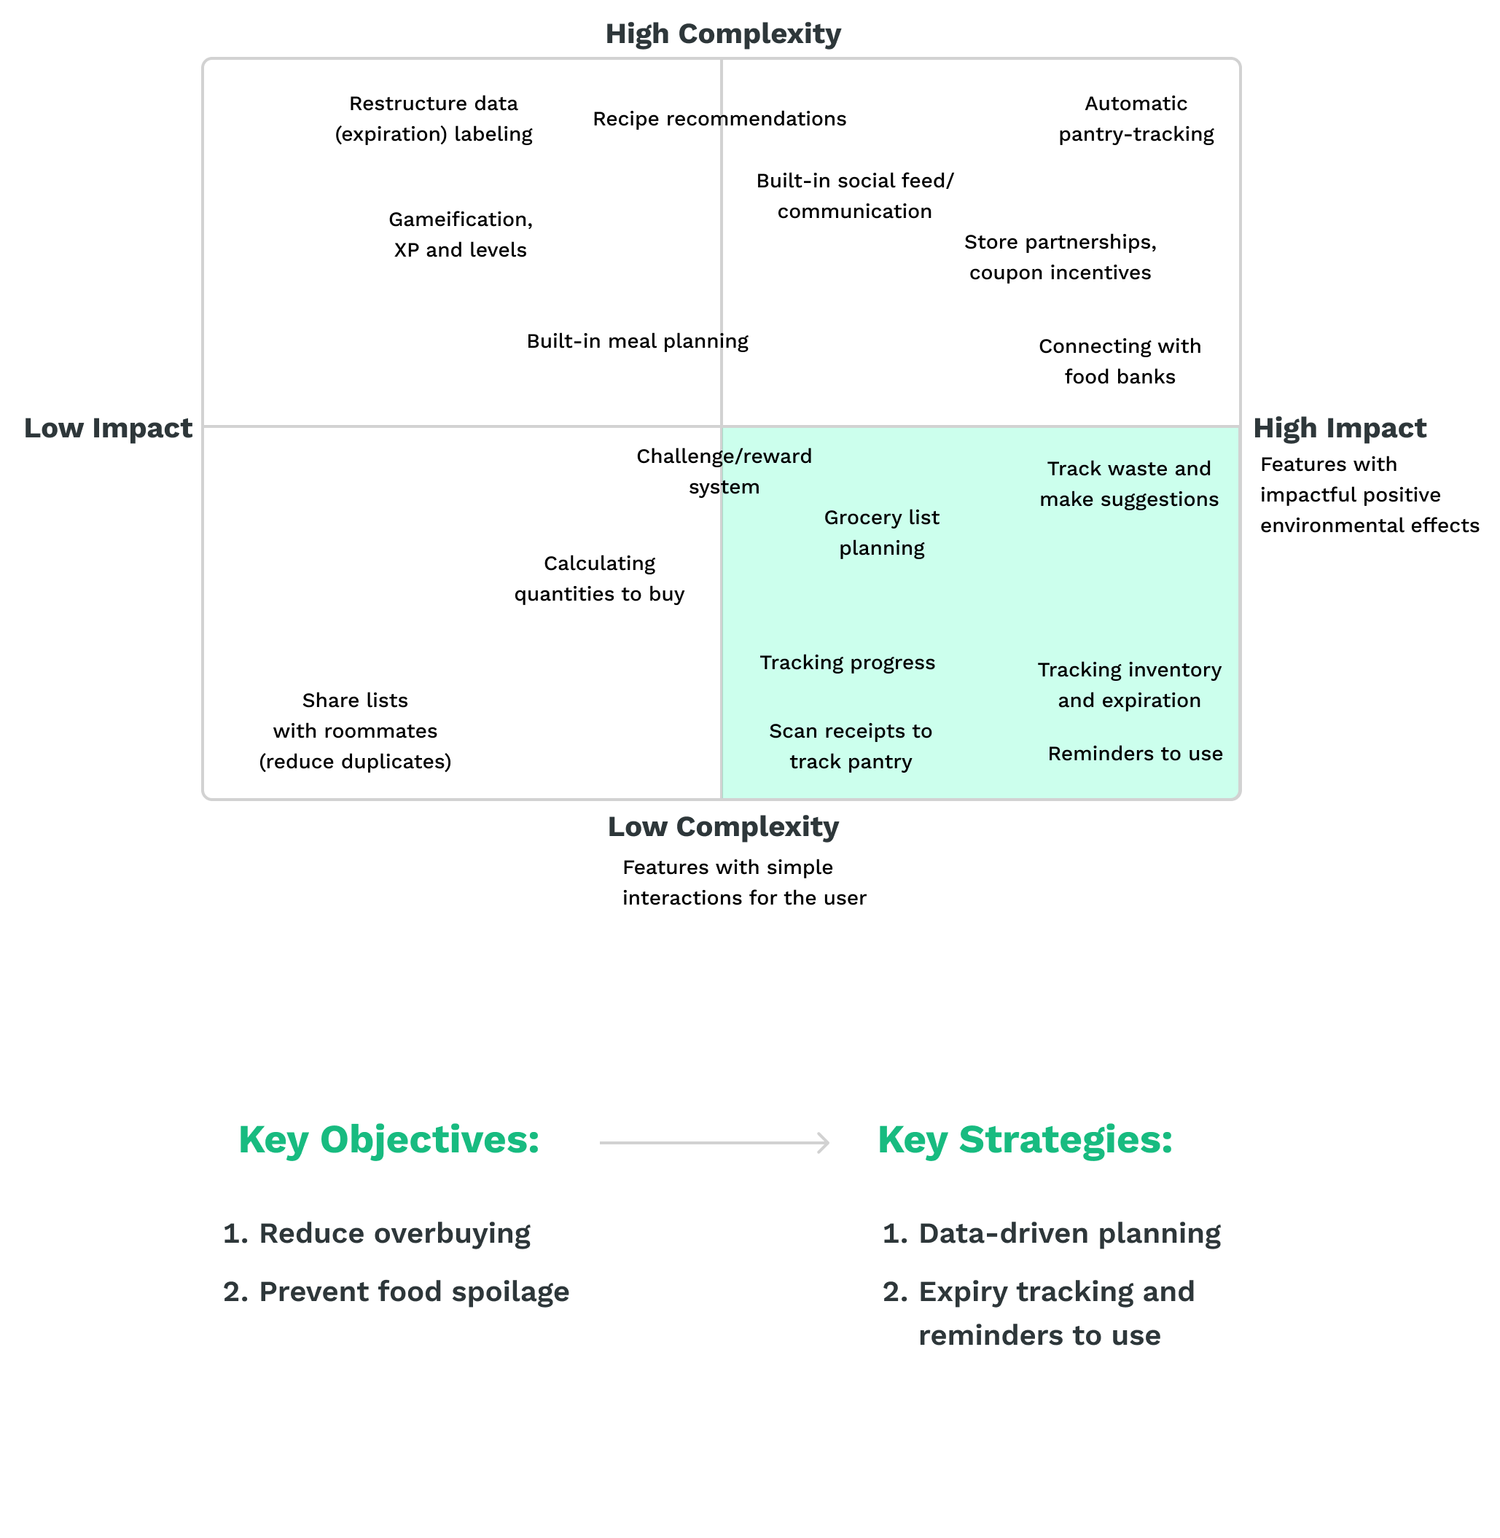 High Complexity
Restructure data
(expiration) labeling
Recipe recommendations
Automatic
pantry-tracking
Built-in social feed/
communication
Gameification,
XP and levels
Store partnerships,
coupon incentives
Built-in meal planning
Connecting with
food banks
Low Impact
High Impact
Features with
impactful positive
environmental effects
Challenge/reward
system
Track waste and
make suggestions
Grocery list
planning
Calculating
quantities to buy
Tracking progress
Tracking inventory
and expiration
Share lists
with roommates
(reduce duplicates)
Scan receipts to
track pantry
Reminders to use
Low Complexity
Features with simple
interactions for the user
Key Objectives:
1. Reduce overbuying
2. Prevent food spoilage
Key Strategies:
1. Data-driven planning
2. Expiry tracking and
reminders to use